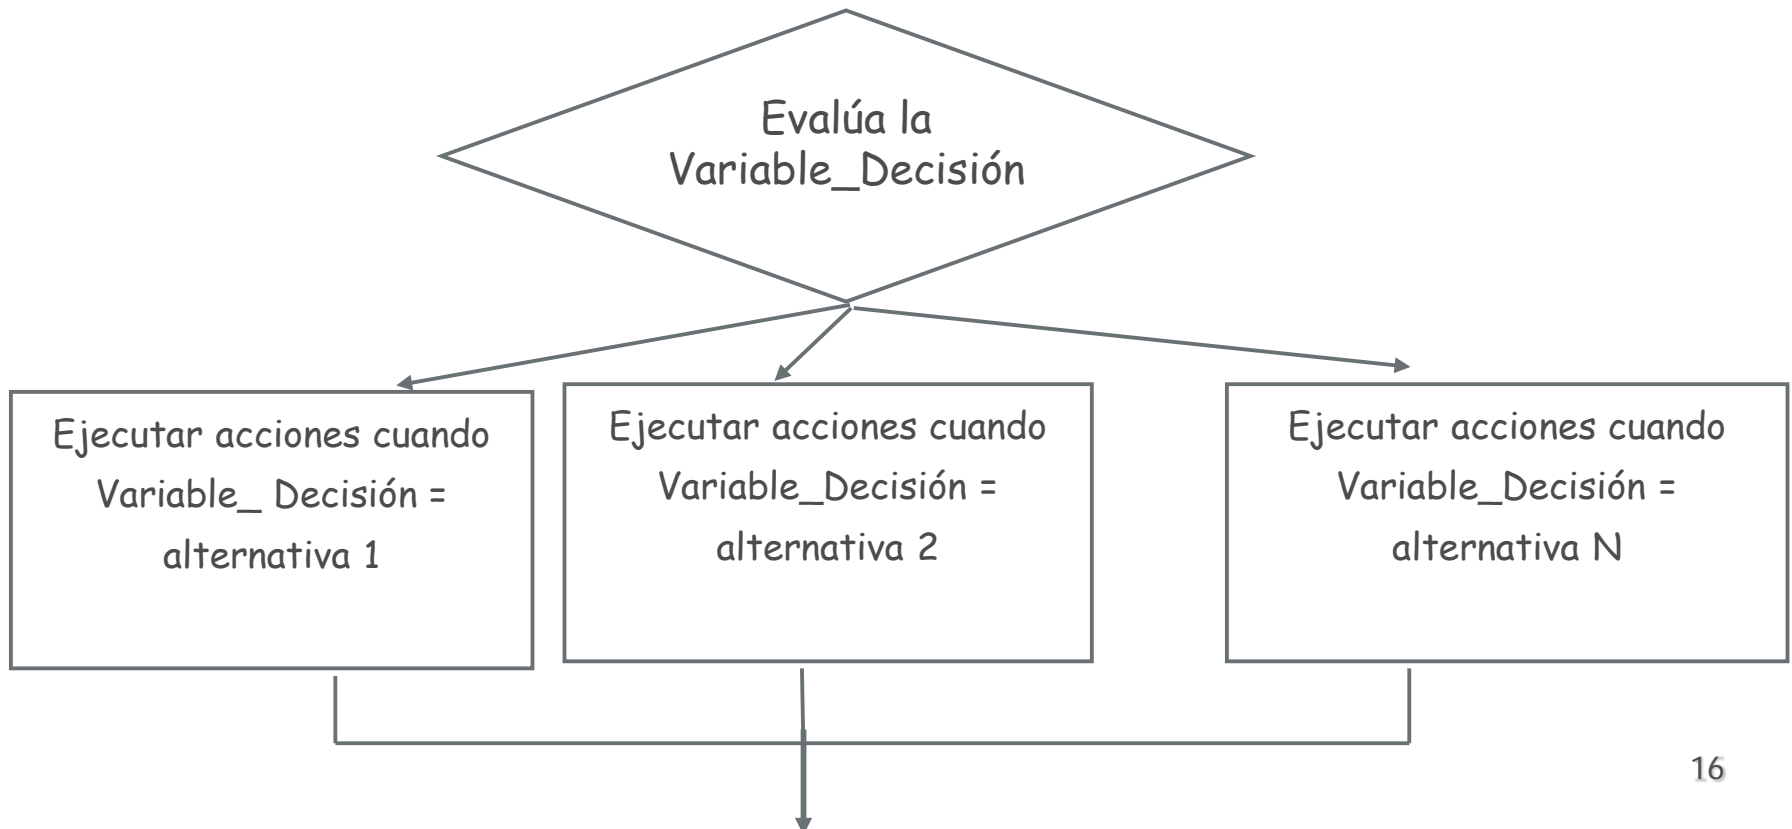 Evalúa la
Variable_Decisión
Ejecutar acciones cuando
Variable_ Decisión =
alternativa 1
Ejecutar acciones cuando
Variable_Decisión =
alternativa 2
Ejecutar acciones cuando
Variable_Decisión =
alternativa N
16